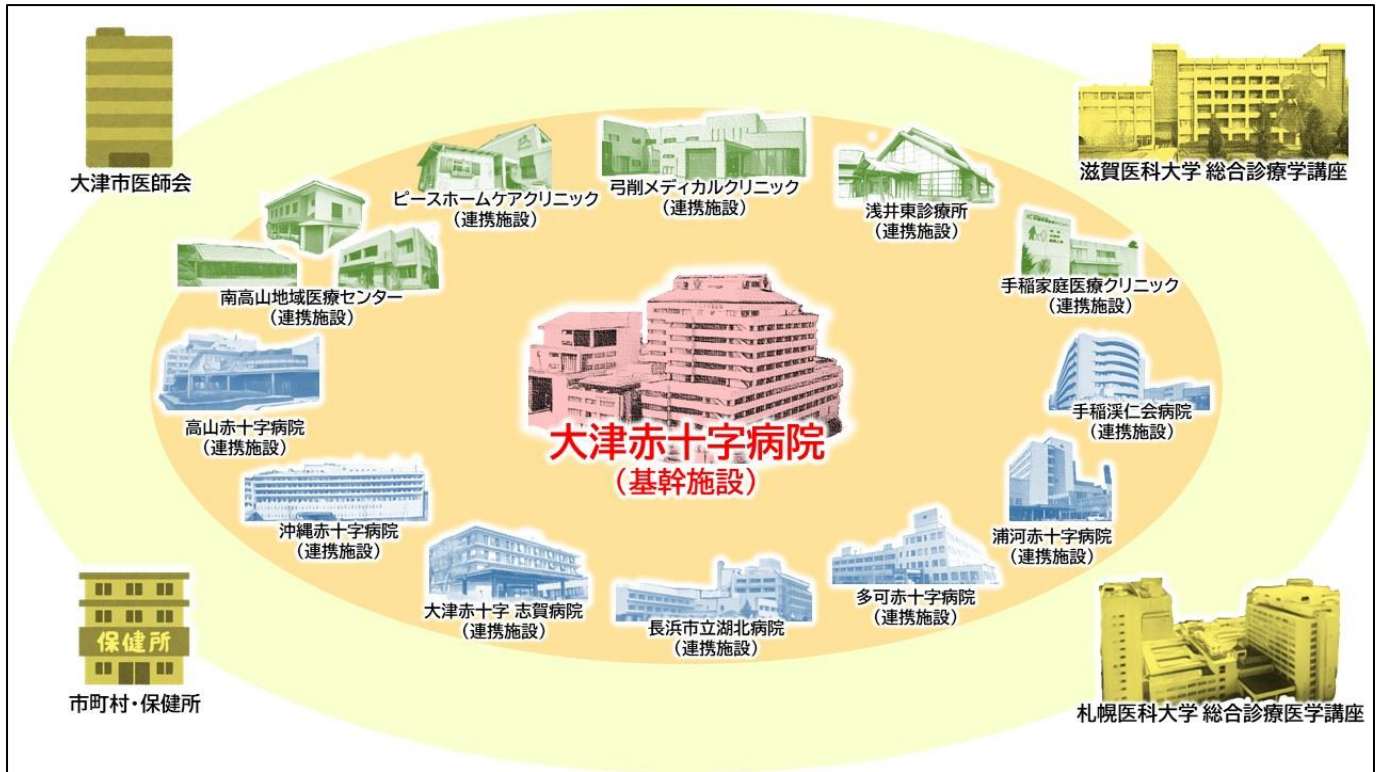 大津市医師会
滋賀医科大学 総合診療学講座
ピースホームケアクリニック
(連携施設)
弓削メディカルクリニック
(連携施設)
浅井東診療所
(連携施設)
南高山地域医療センター
(連携施設)
手稲家庭医療クリニック
(連携施設)
大津赤十字病院
(基幹施設)
高山赤十字病院
(連携施設)
手稲渓仁会病院
(連携施設)
沖縄赤十字病院
(連携施設)
浦河赤十字病院
(連携施設)
大津赤十字 志賀病院
(連携施設)
長浜市立湖北病院
(連携施設)
多可赤十字病院
(連携施設)
保健所
市町村・保健所
札幌医科大学 総合診療医学講座